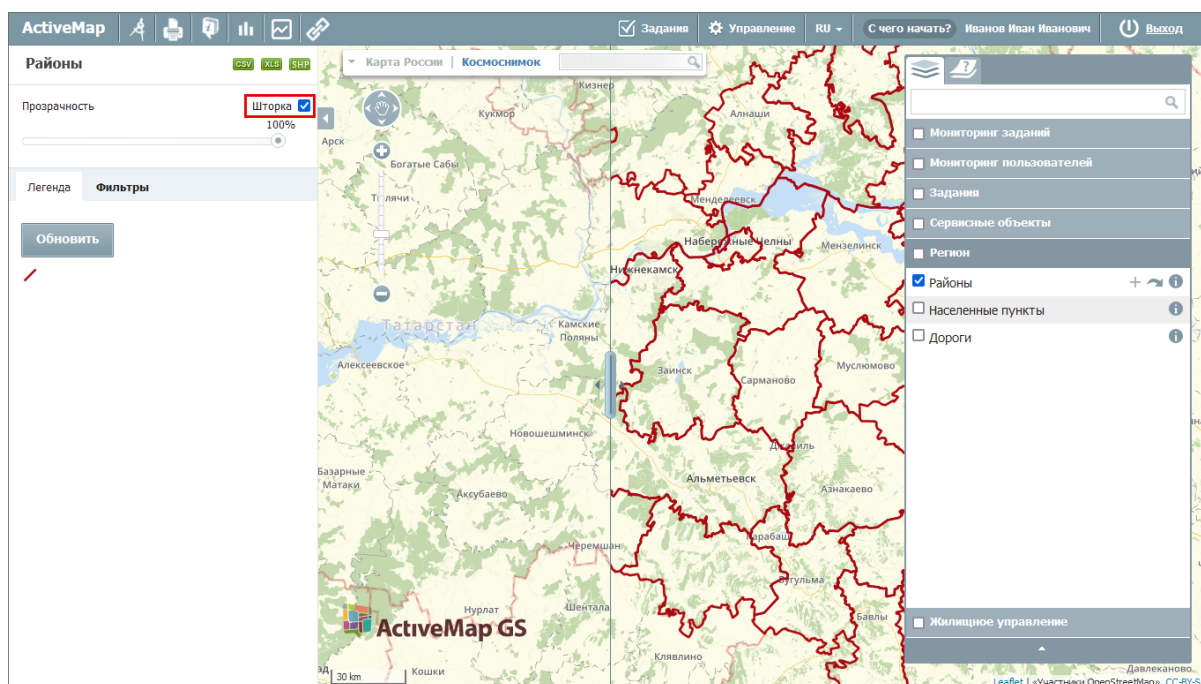 ActiveMap Задания Управление RU С чего начать? Иванов Иван Иванович Выход
Районы CSV XLS SHP
Прозрачность Шторка
100%
Легенда Фильтры
Обновить
Карта России | Космоснимок
Кизнер
Кукмор
Алнаши
Арск
Богатые Сабы
Менделеевск
Набережные Челны
Мензелинск
Нижнекамск
Татарстан
Камские
Поляны
Алексеевское
Заинск
Сарманово
Муслюмово
Новошешминск
Джалиль
Базарные
Матаки
Альметьевск
Аксубаево
Азнакаево
Черемшан
Карабаш
Бугульма
Нурлат
Шентала
Бавлы
ActiveMap GS
Клявлино
30 km
Кошки
Давлеканово
Leaflet | «Участники OpenStreetMap», CC-BY-S
Мониторинг заданий
Мониторинг пользователей
Задания
Сервисные объекты
Регион
Районы
Населенные пункты
Дороги
Жилищное управление